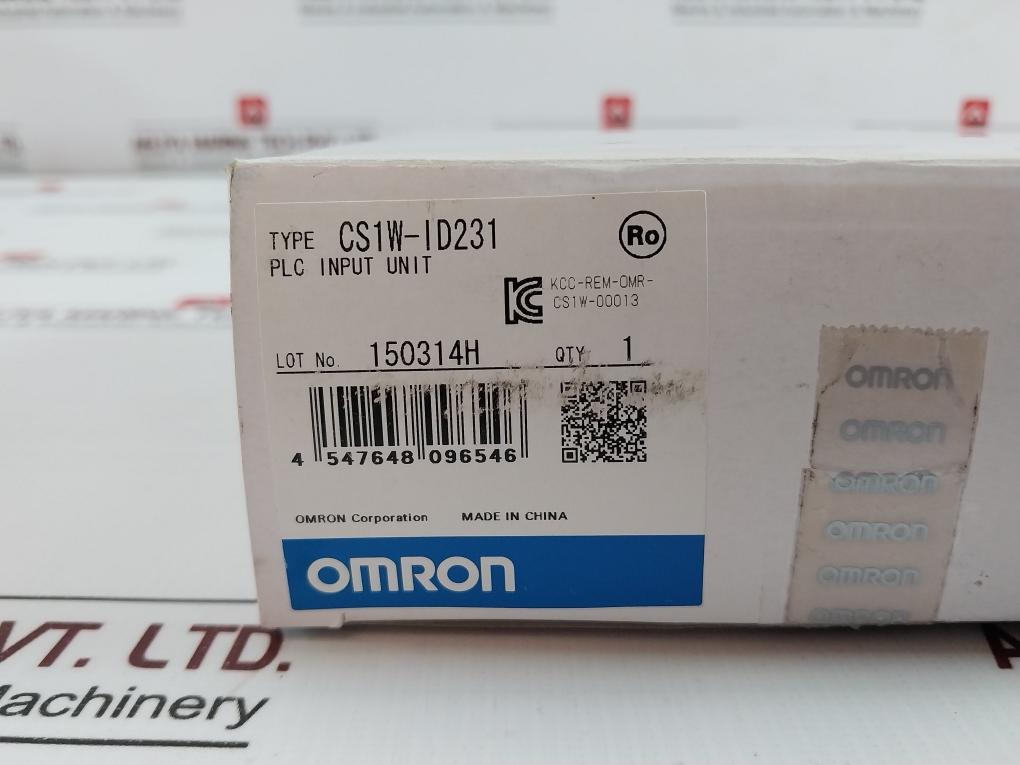 TYPE CS1W-ID231
PLC INPUT UNIT
Ro
KCC-REM-OMR-
CS1W-00013
LOT No. 150314H QTY 1
4 547648 096546
OMRON Corporation MADE IN CHINA
OMRON
OMRON
OMRON
OMRON
OMRON
OMRON
OMRON
VT. LTD.
Machinery